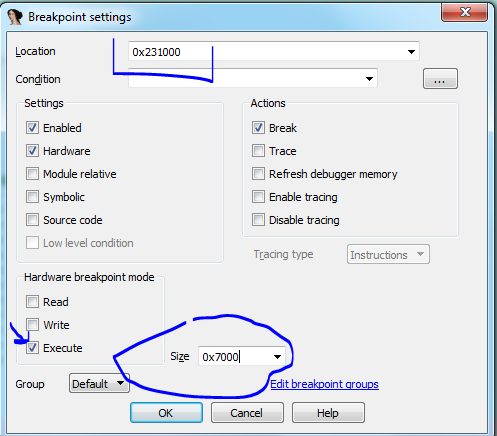 Breakpoint settings
Location 0x231000
Condition ...
Settings Actions
Enabled Break
Hardware Trace
Module relative Refresh debugger memory
Symbolic Enable tracing
Source code Disable tracing
Low level condition
Tracing type Instructions
Hardware breakpoint mode
Read
Write
Execute Size 0x7000
Group Default Edit breakpoint groups
OK Cancel Help